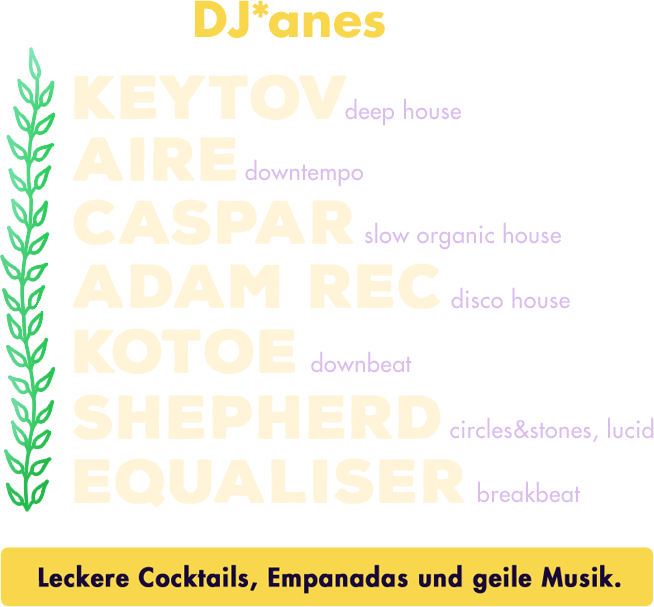 DJ*anes
KEYTOV deep house
AIRE downtempo
CASPAR slow organic house
ADAM REC disco house
KOTOE downbeat
SHEPHERD circles&stones, lucid
EQUALISER breakbeat
Leckere Cocktails, Empanadas und geile Musik.